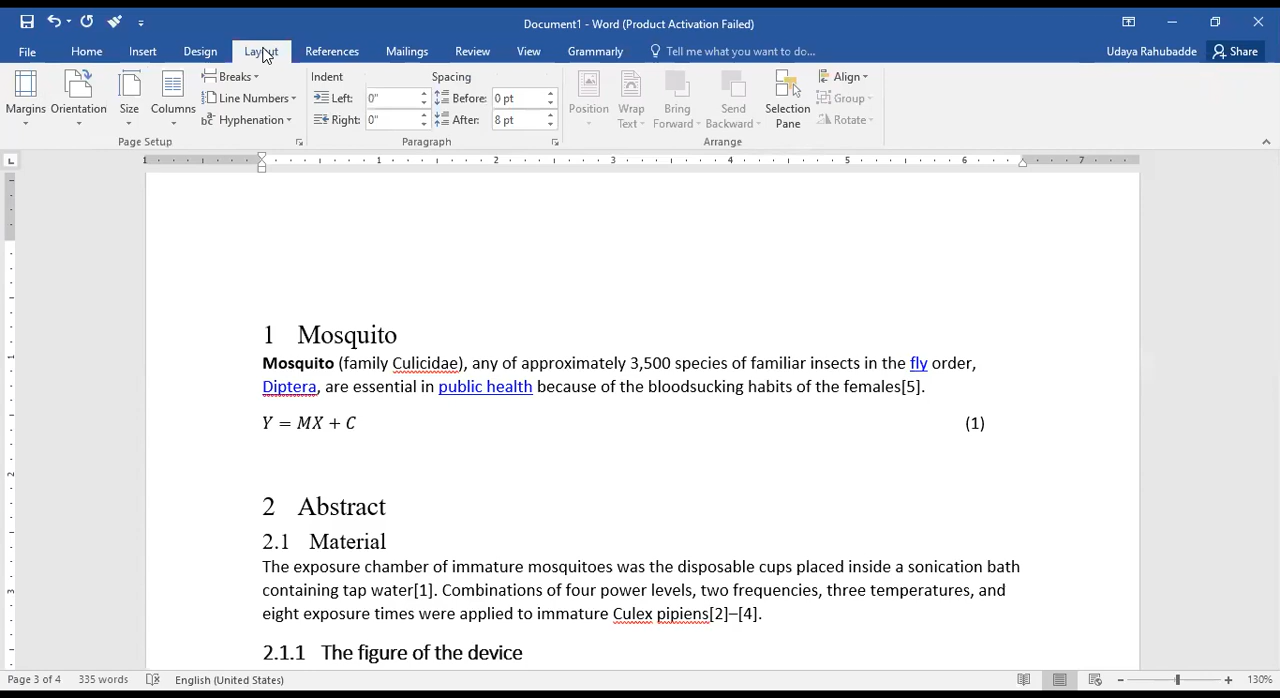 Document1 - Word (Product Activation Failed)
File Home Insert Design Layout References Mailings Review View Grammarly Tell me what you want to do... Udaya Rahubadde Share
Margins Orientation Size Columns
Breaks
Line Numbers
Hyphenation
Page Setup
Indent Spacing
Left: 0" Before: 0 pt
Right: 0" After: 8 pt
Paragraph
Position Wrap Text Bring Forward Send Backward Selection Pane
Align
Group
Rotate
Arrange
1 1 2 3 4 5 6 7
1 Mosquito
Mosquito (family Culicidae), any of approximately 3,500 species of familiar insects in the fly order,
Diptera, are essential in public health because of the bloodsucking habits of the females[5].
Y = MX + C (1)
2 Abstract
2.1 Material
The exposure chamber of immature mosquitoes was the disposable cups placed inside a sonication bath
containing tap water[1]. Combinations of four power levels, two frequencies, three temperatures, and
eight exposure times were applied to immature Culex pipiens[2]–[4].
2.1.1 The figure of the device
Page 3 of 4 335 words English (United States) 130%